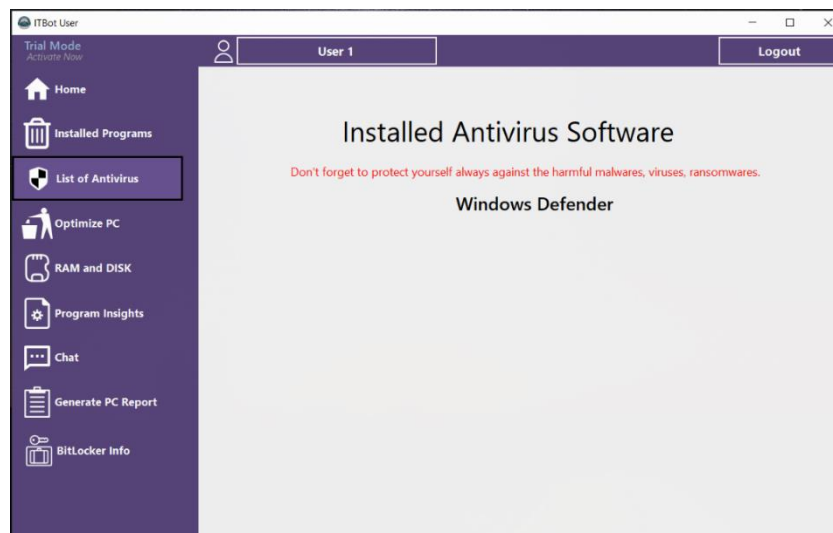 ITBot User
Trial Mode
Activate Now
User 1
Logout
Home
Installed Programs
List of Antivirus
Optimize PC
RAM and DISK
Program Insights
Chat
Generate PC Report
BitLocker Info
Installed Antivirus Software
Don't forget to protect yourself always against the harmful malwares, viruses, ransomwares.
Windows Defender